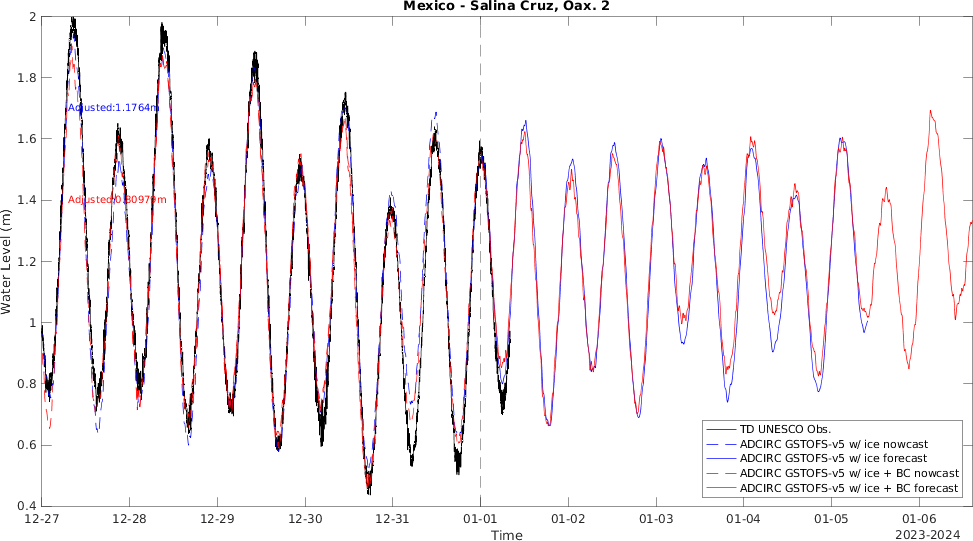 Mexico - Salina Cruz, Oax. 2
Water Level (m)
2
1.8
1.6
1.4
1.2
1
0.8
0.6
0.4
Adjusted:1.1764m
Adjusted:0.80979m
TD UNESCO Obs.
ADCIRC GSTOFS-v5 w/ ice nowcast
ADCIRC GSTOFS-v5 w/ ice forecast
ADCIRC GSTOFS-v5 w/ ice + BC nowcast
ADCIRC GSTOFS-v5 w/ ice + BC forecast
12-27 12-28 12-29 12-30 12-31 01-01 01-02 01-03 01-04 01-05 01-06
Time
2023-2024